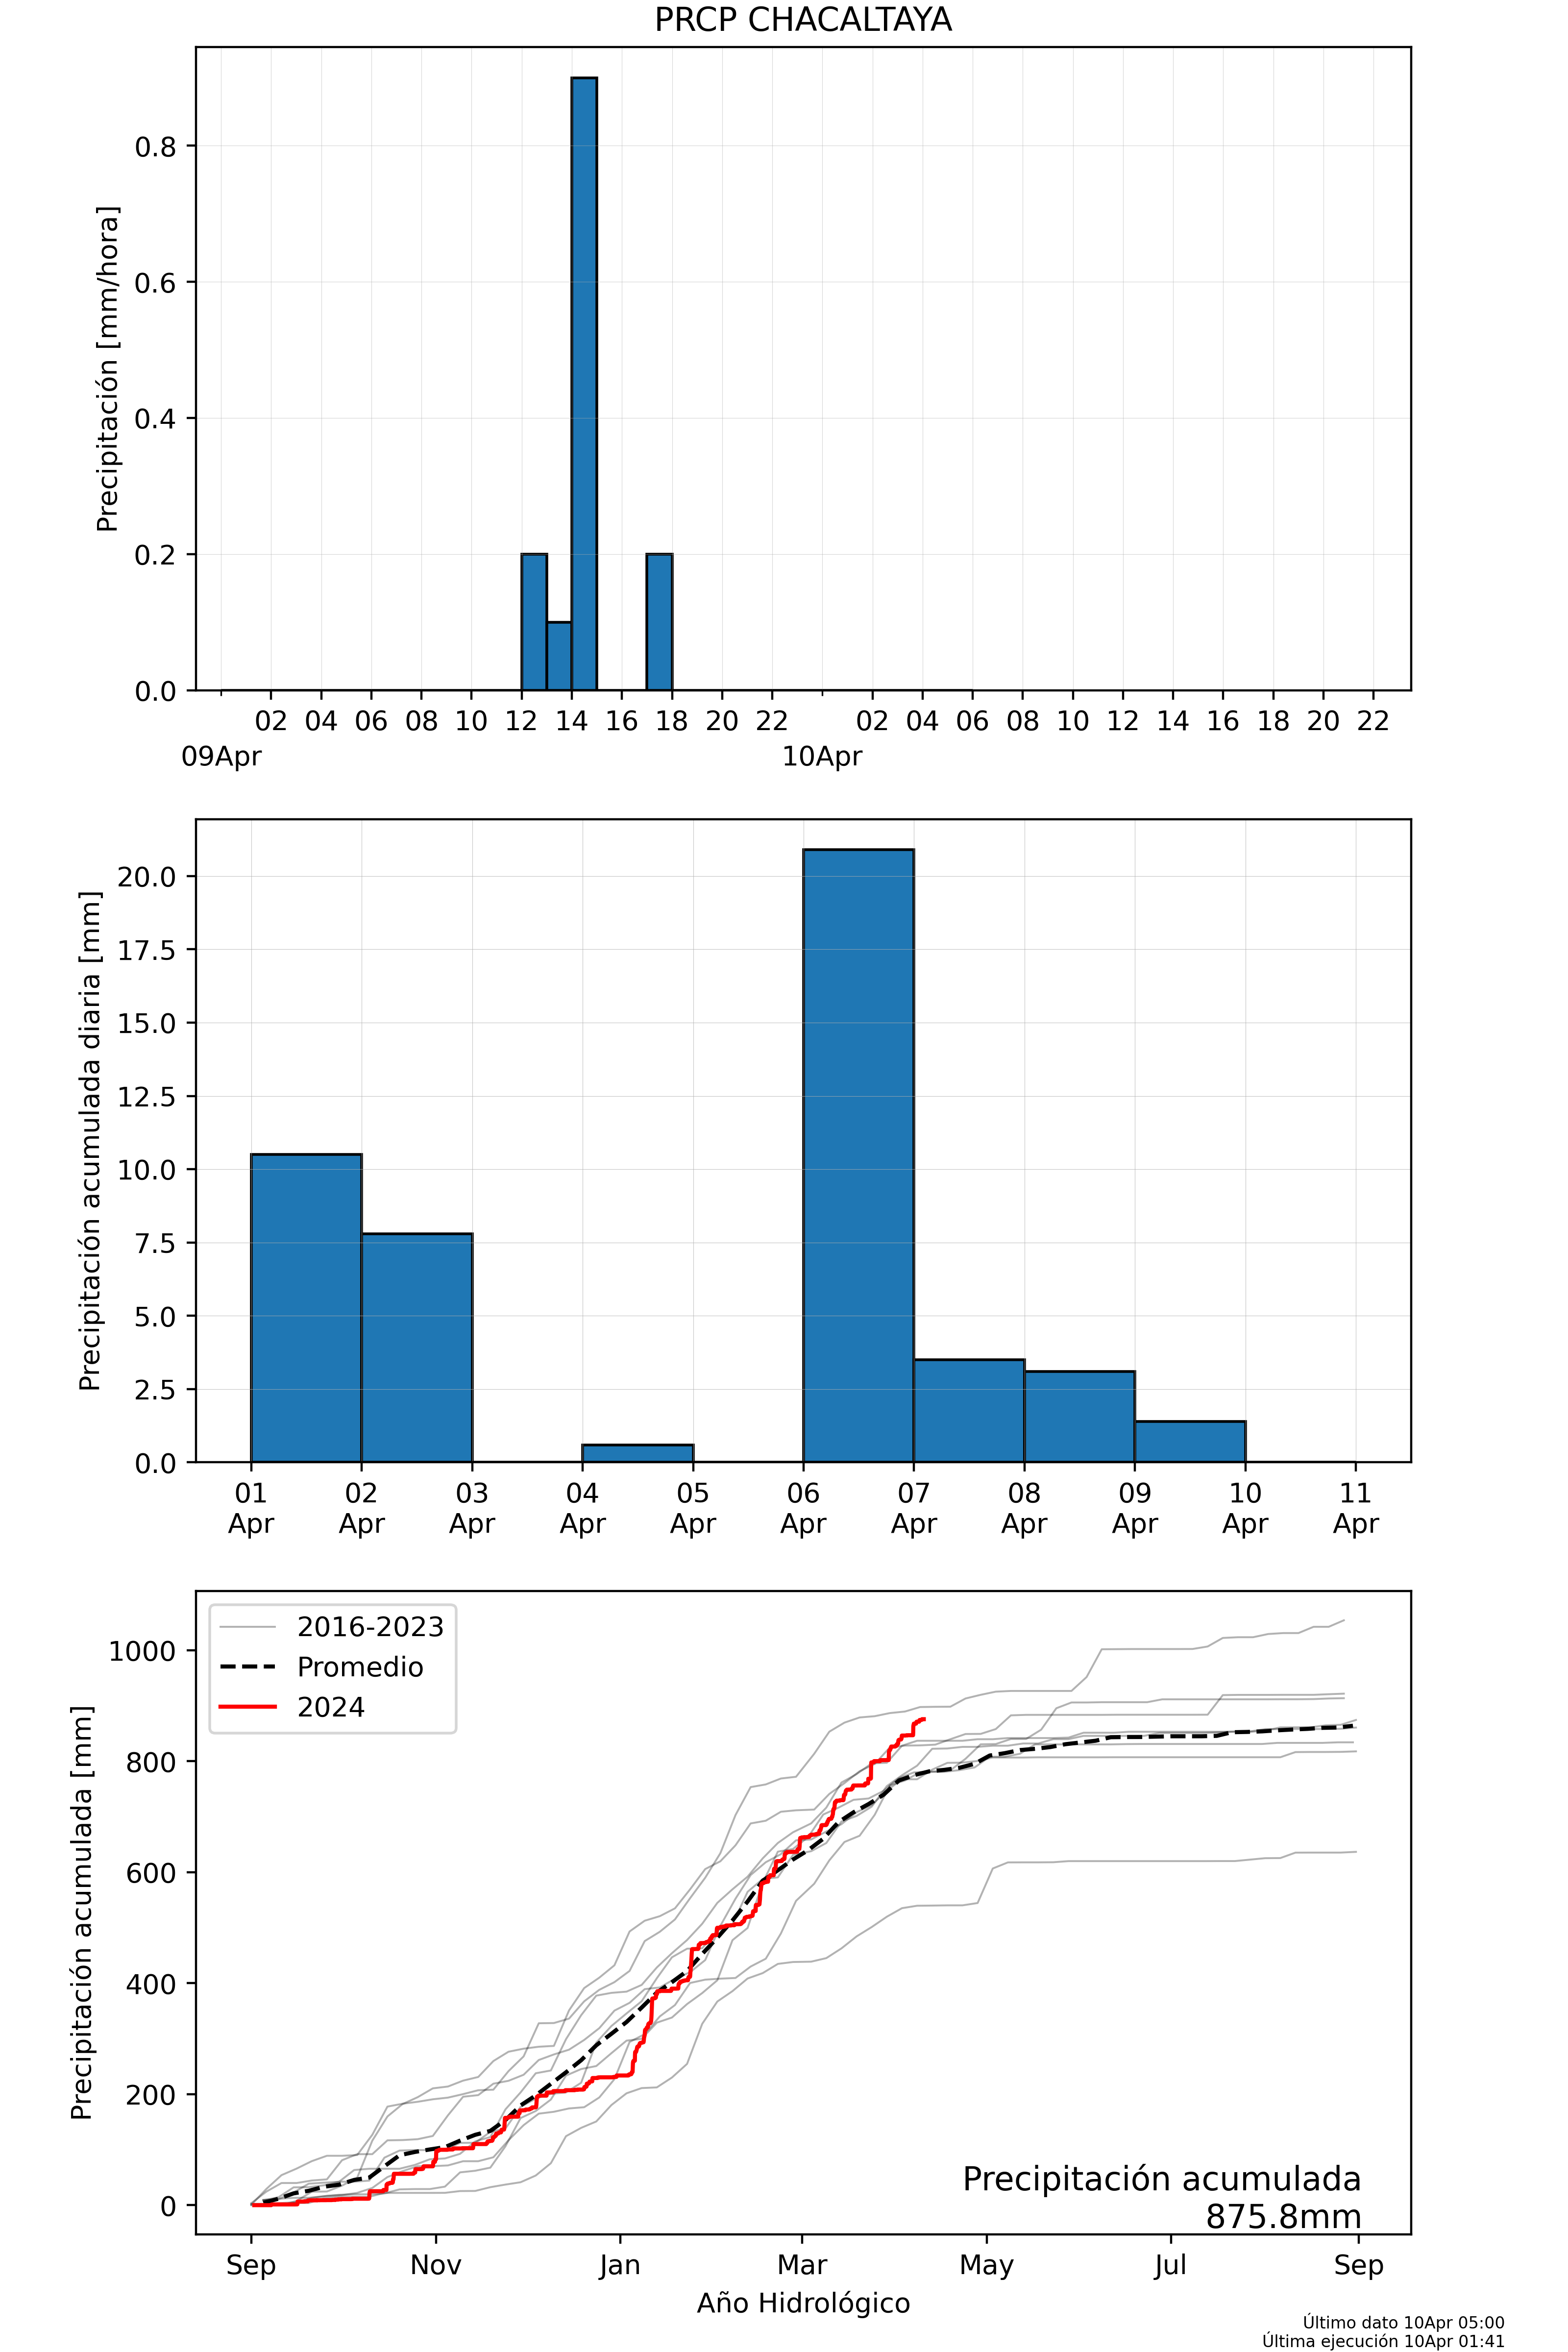 PRCP CHACALTAYA
Precipitación [mm/hora]
0.8
0.6
0.4
0.2
0.0
02 04 06 08 10 12 14 16 18 20 22 02 04 06 08 10 12 14 16 18 20 22
09Apr 10Apr
Precipitación acumulada diaria [mm]
20.0
17.5
15.0
12.5
10.0
7.5
5.0
2.5
0.0
01 02 03 04 05 06 07 08 09 10 11
Apr Apr Apr Apr Apr Apr Apr Apr Apr Apr Apr
Precipitación acumulada [mm]
1000
800
600
400
200
0
2016-2023
Promedio
2024
Precipitación acumulada
875.8mm
Sep Nov Jan Mar May Jul Sep
Año Hidrológico
Último dato 10Apr 05:00
Última ejecución 10Apr 01:41